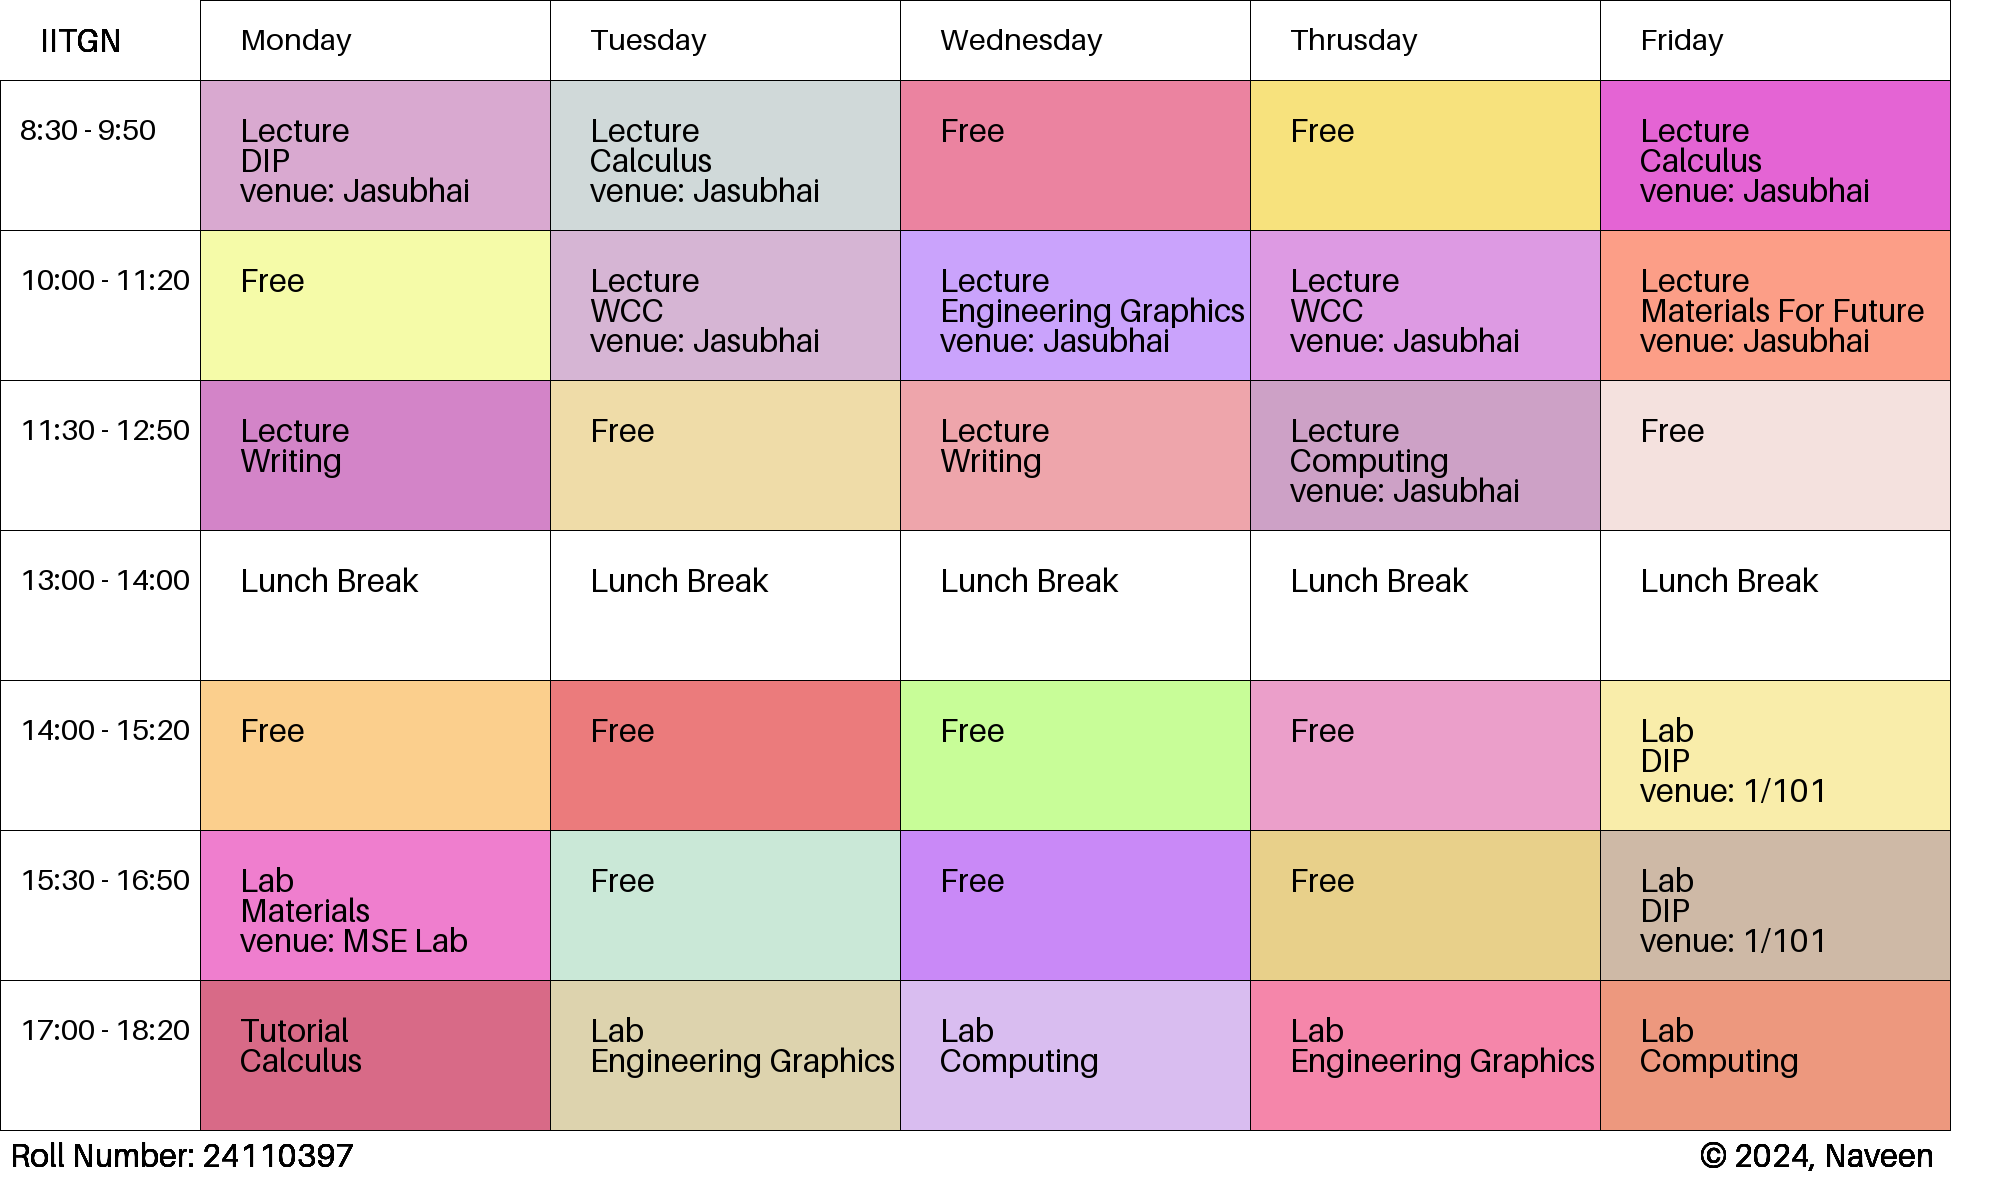 IITGN
Monday
Tuesday
Wednesday
Thrusday
Friday
8:30 - 9:50
Lecture
DIP
venue: Jasubhai
Lecture
Calculus
venue: Jasubhai
Free
Free
Lecture
Calculus
venue: Jasubhai
10:00 - 11:20
Free
Lecture
WCC
venue: Jasubhai
Lecture
Engineering Graphics
venue: Jasubhai
Lecture
WCC
venue: Jasubhai
Lecture
Materials For Future
venue: Jasubhai
11:30 - 12:50
Lecture
Writing
Free
Lecture
Writing
Lecture
Computing
venue: Jasubhai
Free
13:00 - 14:00
Lunch Break
Lunch Break
Lunch Break
Lunch Break
Lunch Break
14:00 - 15:20
Free
Free
Free
Free
Lab
DIP
venue: 1/101
15:30 - 16:50
Lab
Materials
venue: MSE Lab
Free
Free
Free
Lab
DIP
venue: 1/101
17:00 - 18:20
Tutorial
Calculus
Lab
Engineering Graphics
Lab
Computing
Lab
Engineering Graphics
Lab
Computing
Roll Number: 24110397
© 2024, Naveen